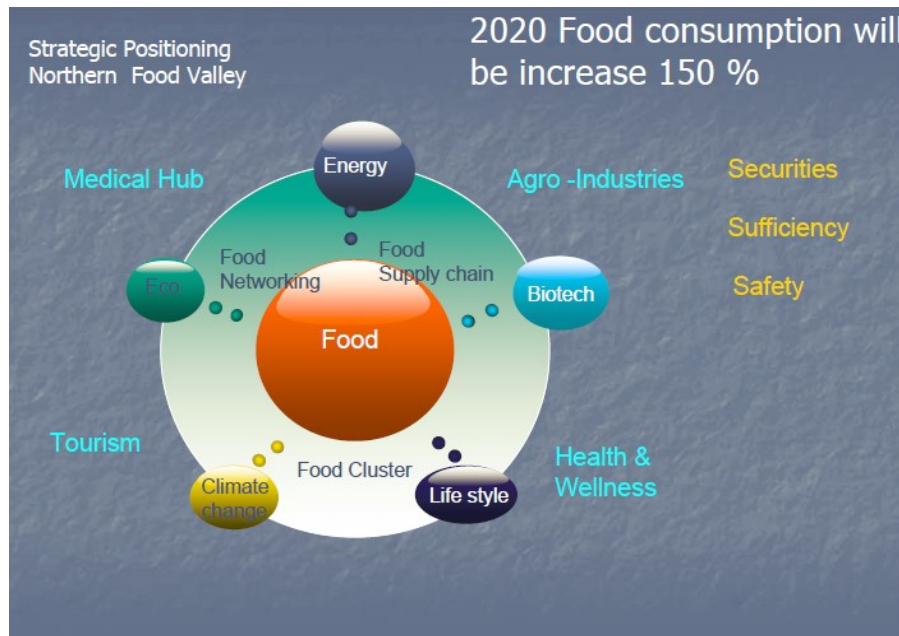 Strategic Positioning
Northern Food Valley
2020 Food consumption will
be increase 150 %
Medical Hub
Energy
Agro -Industries
Securities
Sufficiency
Safety
Food
Networking
Food
Supply chain
Eco
Biotech
Food
Tourism
Food Cluster
Health &
Wellness
Climate
change
Life style